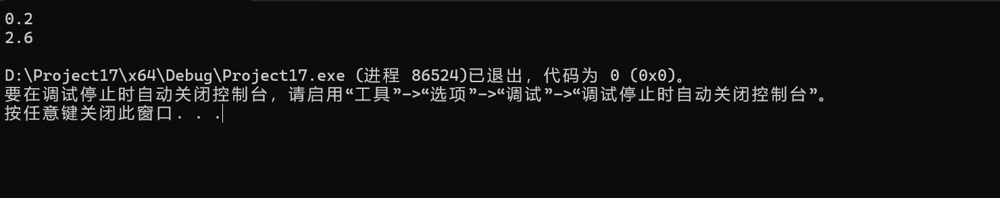 0.2
2.6
D:\Project17\x64\Debug\Project17.exe (进程 86524)已退出，代码为 0 (0x0)。
要在调试停止时自动关闭控制台，请启用“工具”->“选项”->“调试”->“调试停止时自动关闭控制台”。
按任意键关闭此窗口. . .